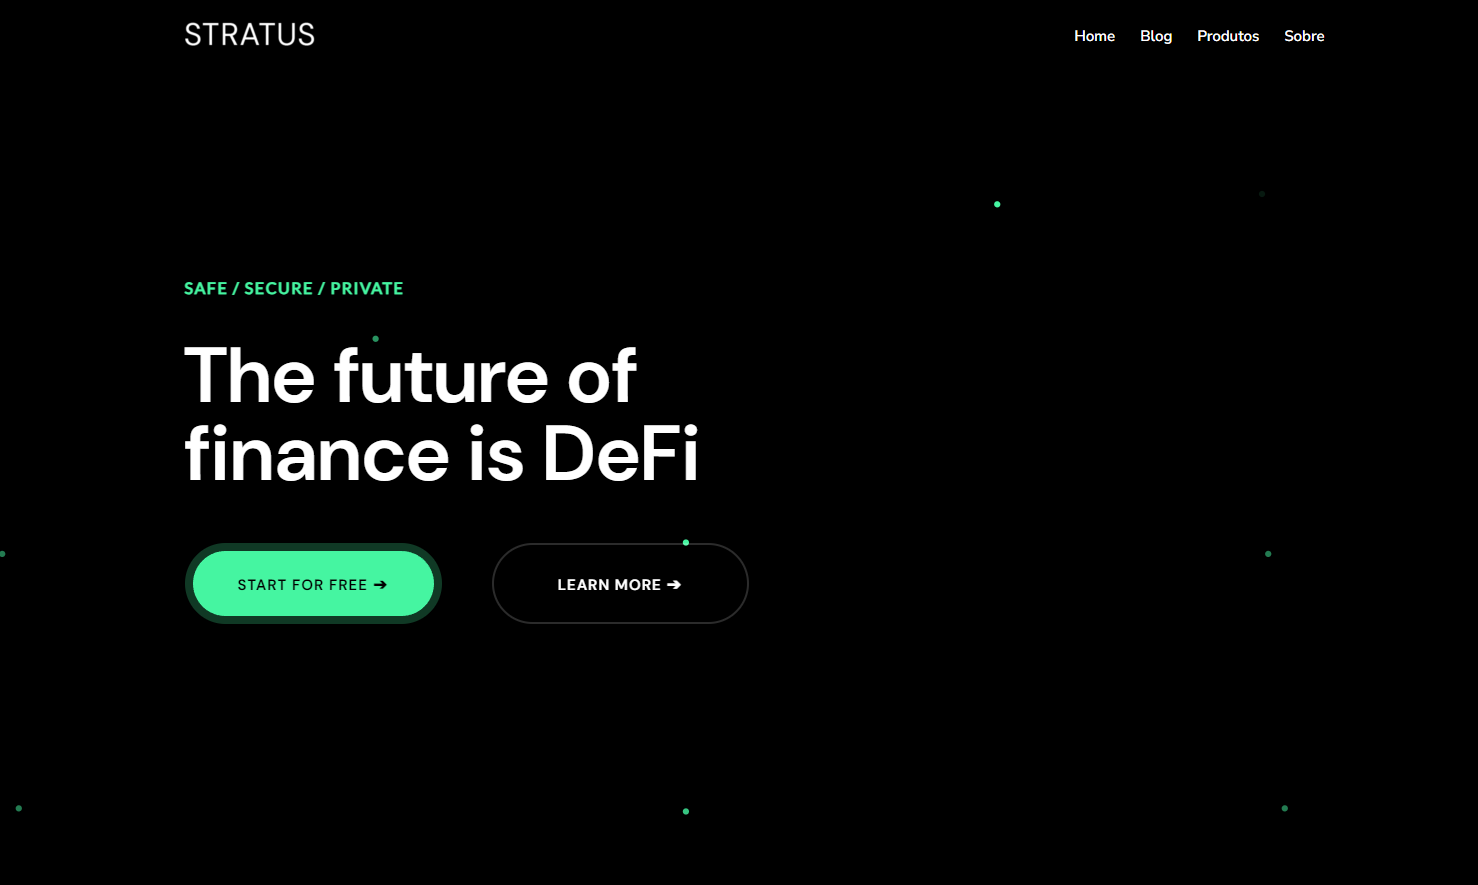 STRATUS
Home Blog Produtos Sobre
SAFE / SECURE / PRIVATE
The future of
finance is DeFi
START FOR FREE ➔
LEARN MORE ➔